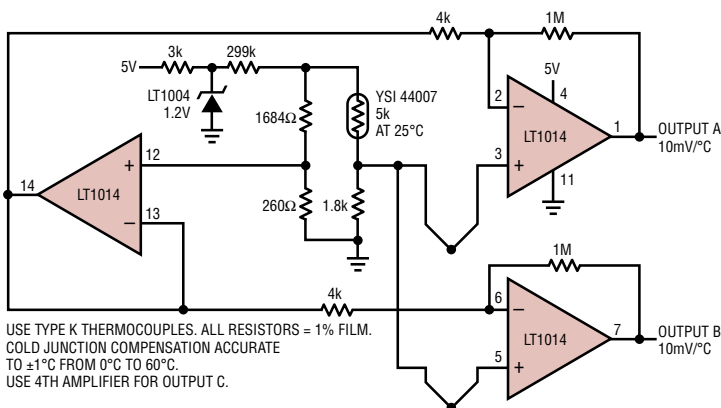 4k
1M
3k
299k
5V
LT1004
1.2V
1684Ω
YSI 44007
5k
AT 25°C
5V
4
2
–
LT1014
1
OUTPUT A
10mV/°C
3
+
11
12
+
14
LT1014
–
13
260Ω
1.8k
1M
4k
6
–
LT1014
7
OUTPUT B
10mV/°C
5
+
USE TYPE K THERMOCOUPLES. ALL RESISTORS = 1% FILM.
COLD JUNCTION COMPENSATION ACCURATE
TO ±1°C FROM 0°C TO 60°C.
USE 4TH AMPLIFIER FOR OUTPUT C.